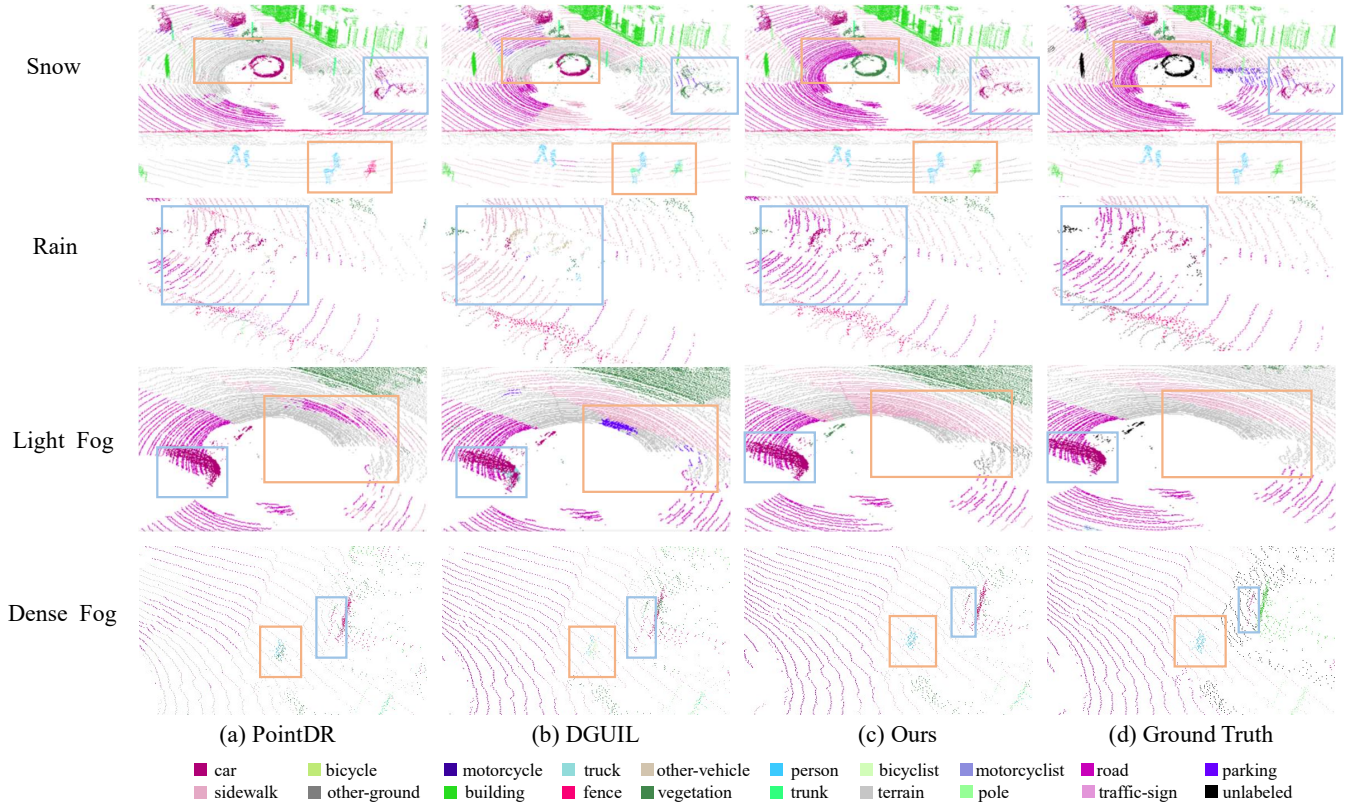 Snow
Rain
Light Fog
Dense Fog
(a) PointDR (b) DGUIL (c) Ours (d) Ground Truth
car bicycle motorcycle truck other-vehicle person bicyclist motorcyclist road parking
sidewalk other-ground building fence vegetation trunk terrain pole traffic-sign unlabeled